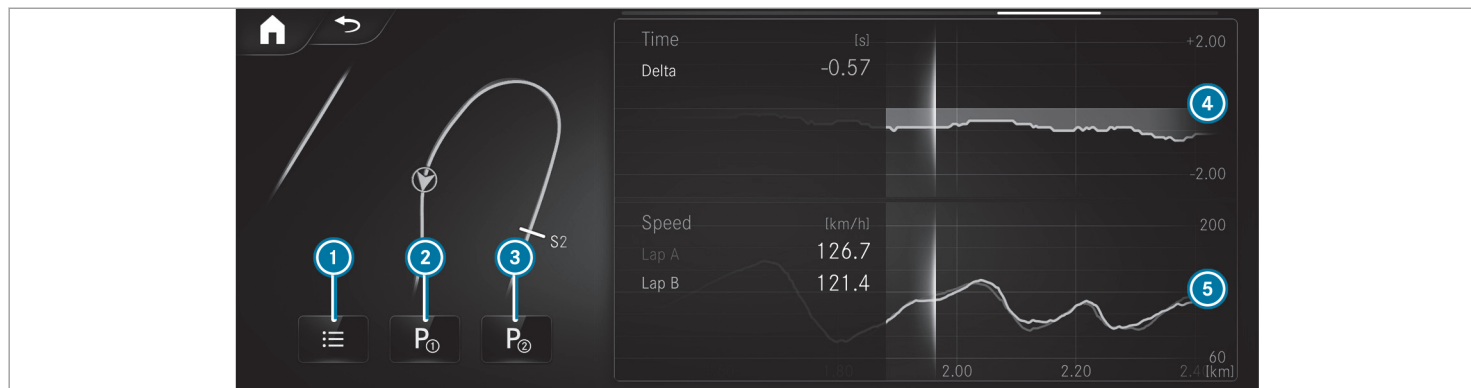 Time [s] +2.00
Delta -0.57
4
-2.00
S2
Speed [km/h] 200
Lap A 126.7
Lap B 121.4
1 2 3
5
P① P②
60
1.80 2.00 2.20 2.4 [km]